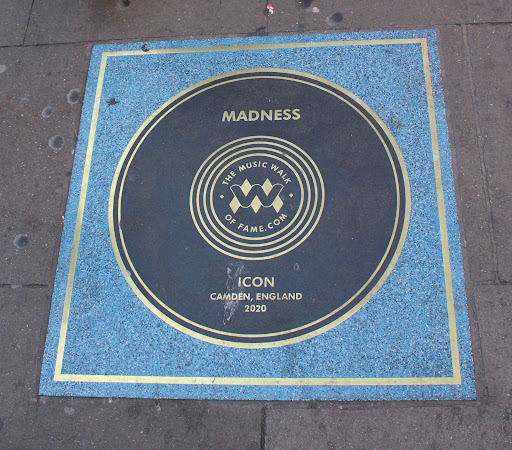 MADNESS
THE MUSIC WALK
OF FAME.COM
ICON
CAMDEN, ENGLAND
2020